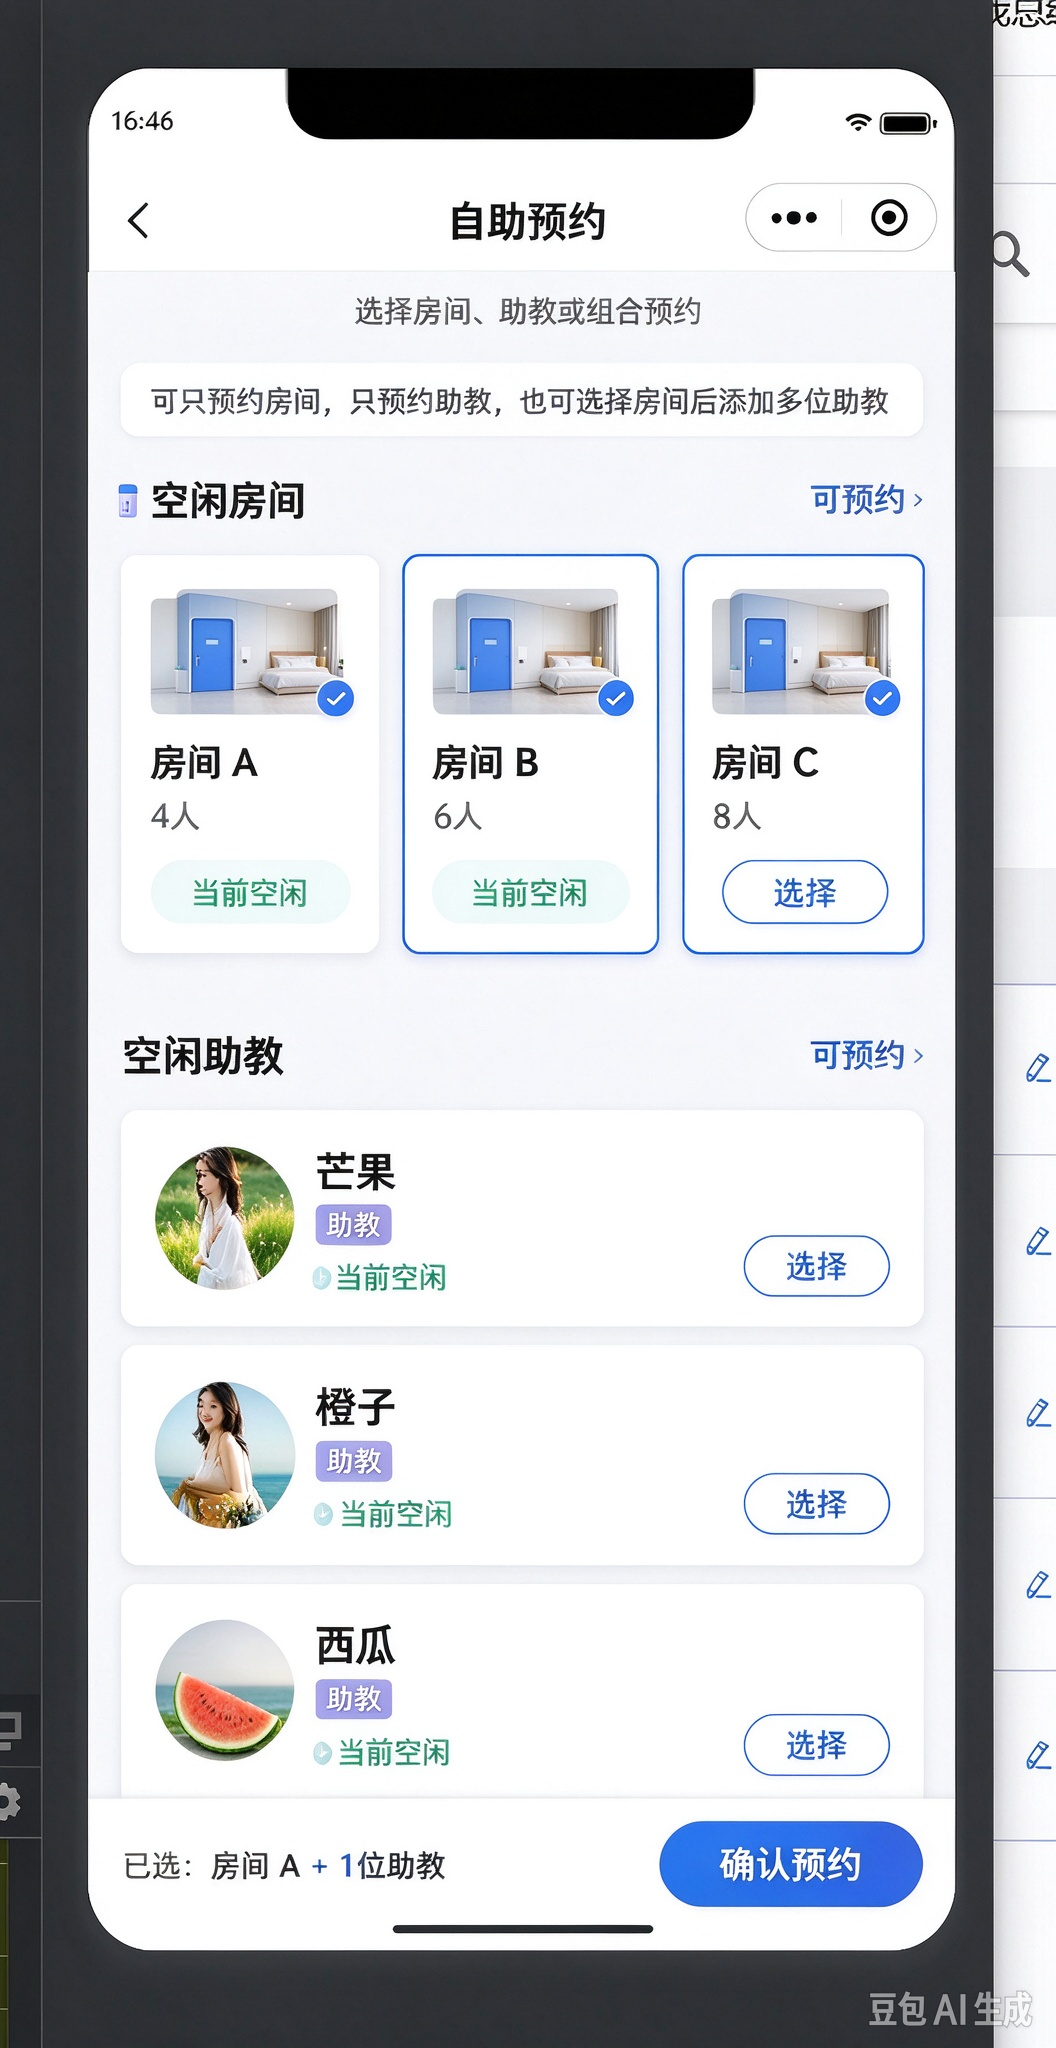 16:46
自助预约
选择房间、助教或组合预约
可只预约房间，只预约助教，也可选择房间后添加多位助教
空闲房间
可预约
房间 A
4人
当前空闲
房间 B
6人
当前空闲
房间 C
8人
选择
空闲助教
可预约
芒果
助教
当前空闲
选择
橙子
助教
当前空闲
选择
西瓜
助教
当前空闲
选择
已选：房间 A + 1位助教
确认预约
豆包AI生成